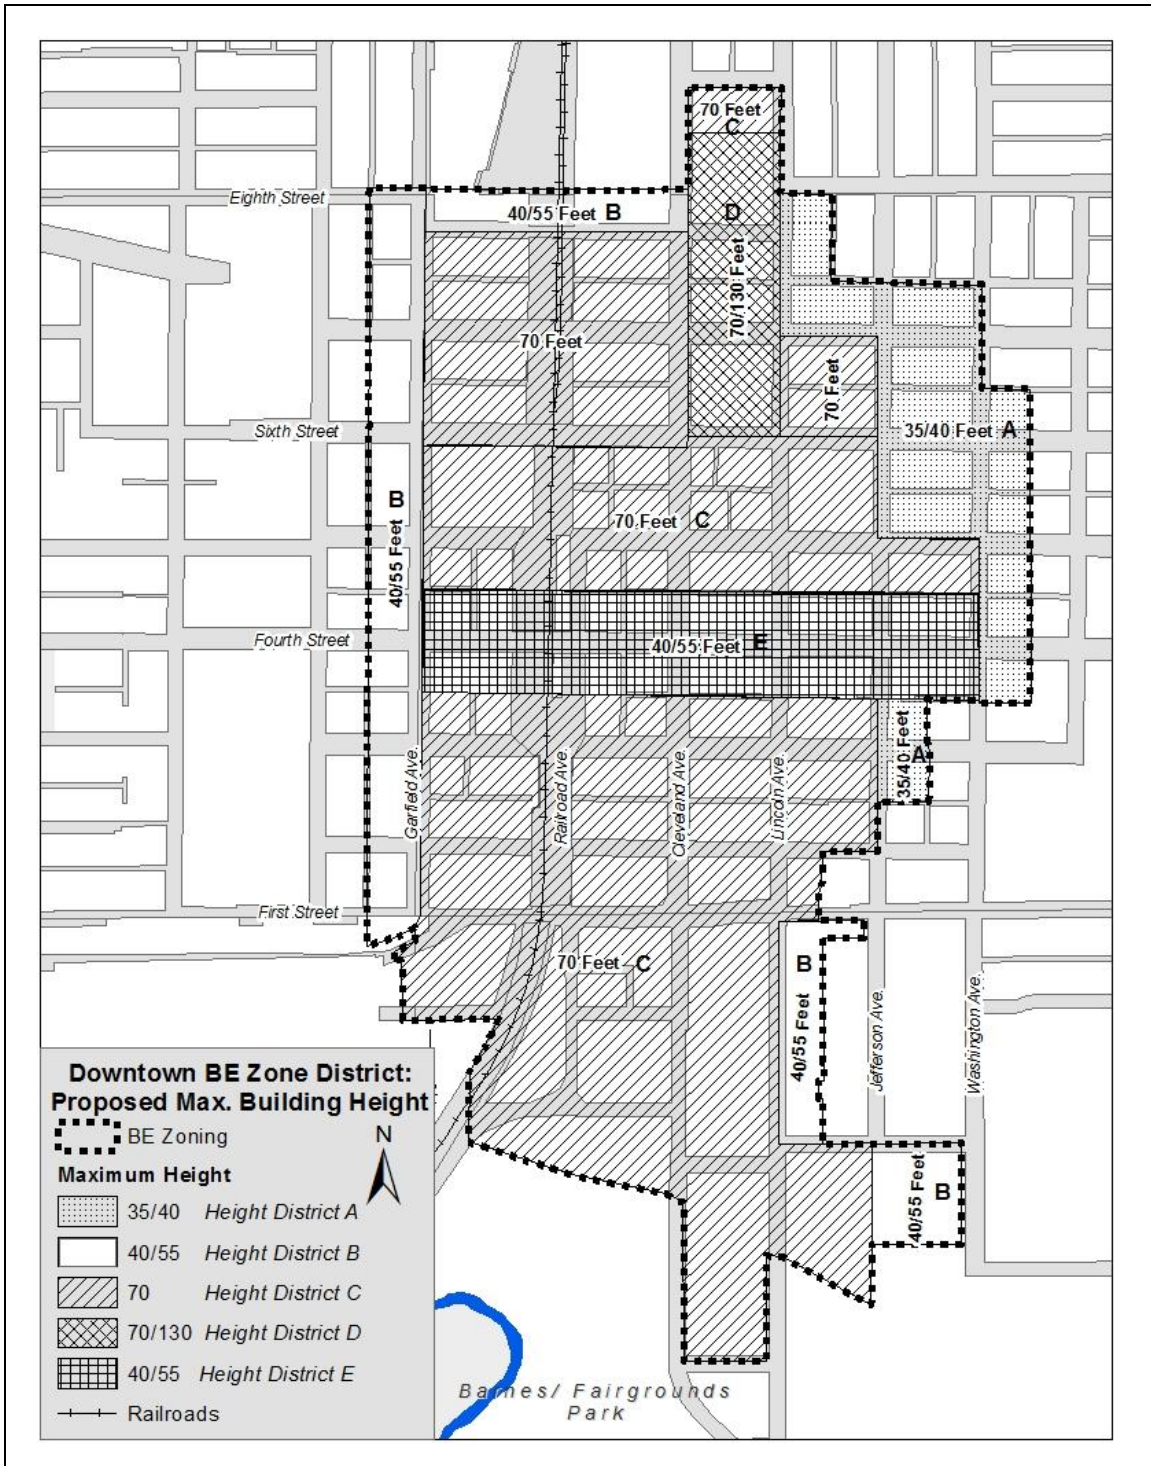 70 Feet
C
Eighth Street
40/55 Feet B
D
70/130 Feet
70 Feet
70 Feet
Sixth Street
35/40 Feet A
B
40/55 Feet
70 Feet C
Fourth Street
40/55 Feet E
35/40 Feet
A
Garfield Ave.
Railroad Ave.
Cleveland Ave.
Lincoln Ave.
First Street
70 Feet C
B
40/55 Feet
Jefferson Ave.
Washington Ave.
40/55 Feet
B
Downtown BE Zone District:
Proposed Max. Building Height
BE Zoning
N
Maximum Height
35/40 Height District A
40/55 Height District B
70 Height District C
70/130 Height District D
40/55 Height District E
Railroads
Barnes/ Fairgrounds
Park